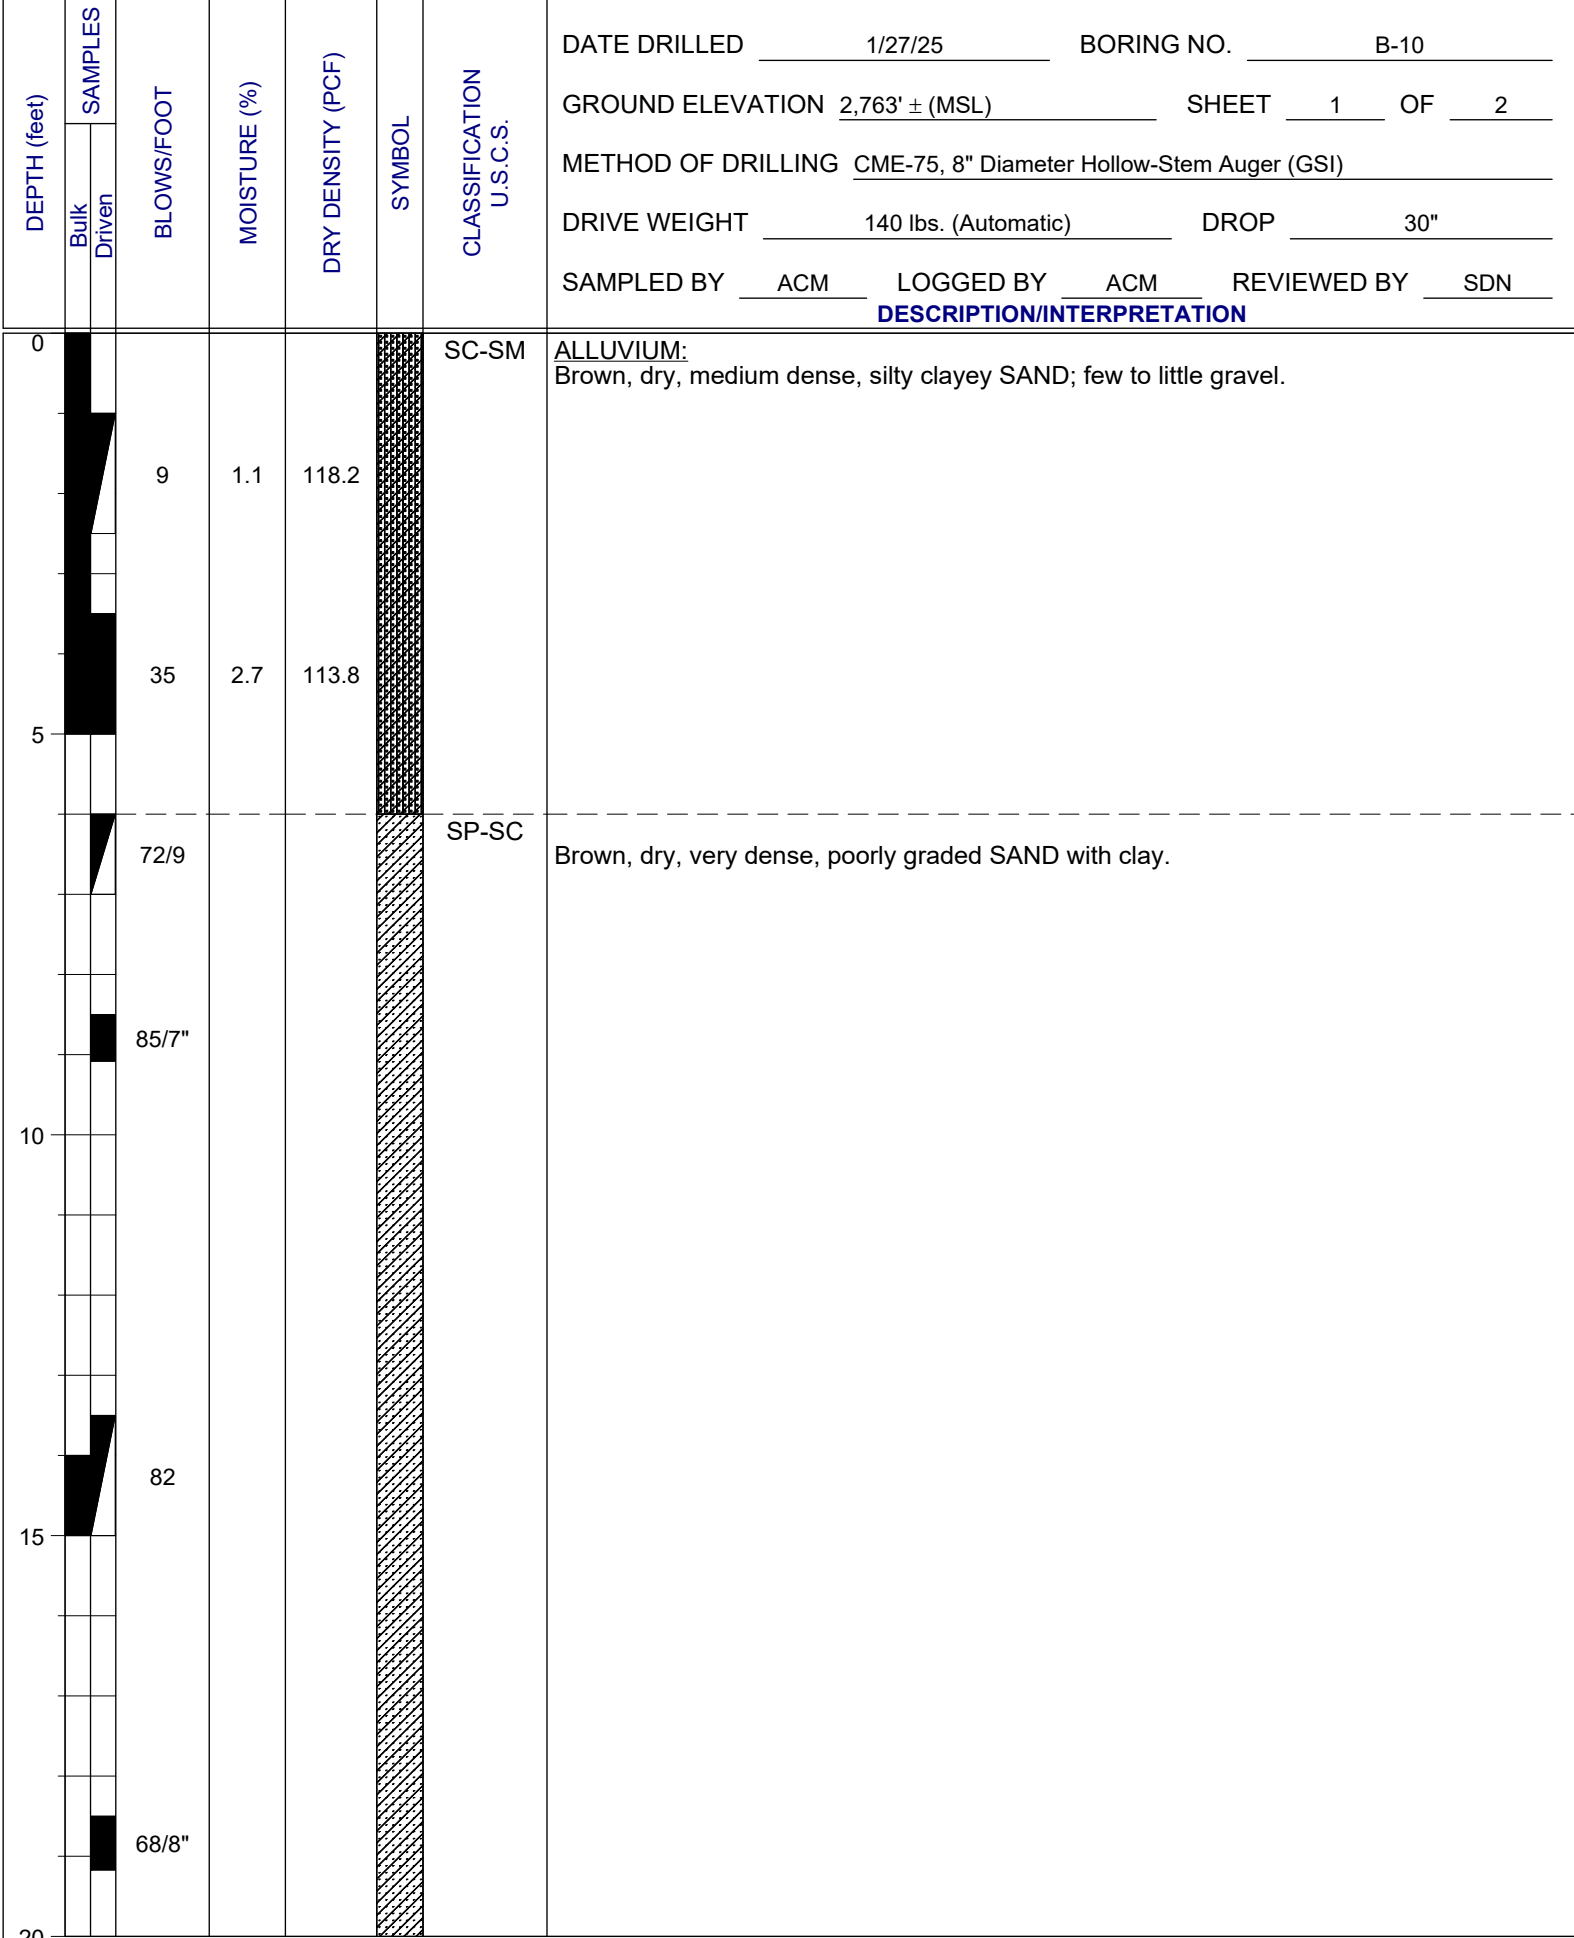 DEPTH (feet)
SAMPLES
Bulk
Driven
BLOWS/FOOT
MOISTURE (%)
DRY DENSITY (PCF)
SYMBOL
CLASSIFICATION
U.S.C.S.
DATE DRILLED 1/27/25 BORING NO. B-10
GROUND ELEVATION 2,763' ± (MSL) SHEET 1 OF 2
METHOD OF DRILLING CME-75, 8" Diameter Hollow-Stem Auger (GSI)
DRIVE WEIGHT 140 lbs. (Automatic) DROP 30"
SAMPLED BY ACM LOGGED BY ACM REVIEWED BY SDN
DESCRIPTION/INTERPRETATION
0 SC-SM ALLUVIUM:
Brown, dry, medium dense, silty clayey SAND; few to little gravel.
9 1.1 118.2
35 2.7 113.8
5
SP-SC
72/9 Brown, dry, very dense, poorly graded SAND with clay.
85/7"
10
82
15
68/8"
20